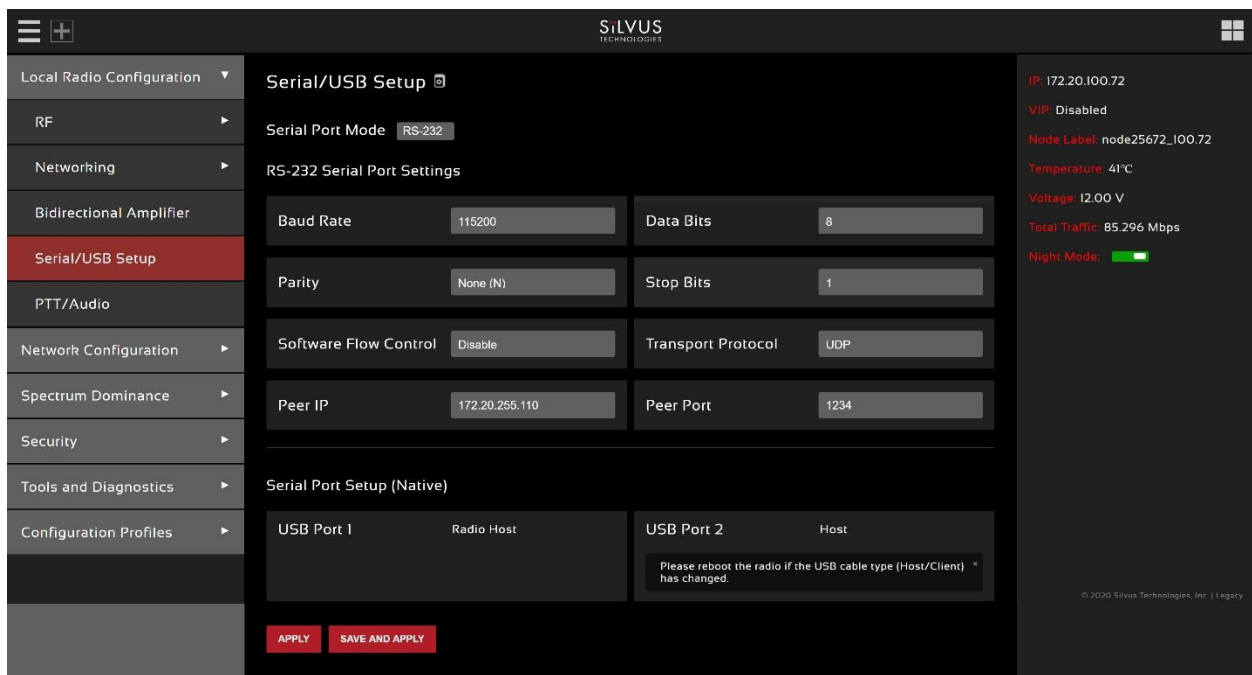 SiLVUS
TECHNOLOGIES
Local Radio Configuration
RF
Networking
Bidirectional Amplifier
Serial/USB Setup
PTT/Audio
Network Configuration
Spectrum Dominance
Security
Tools and Diagnostics
Configuration Profiles
Serial/USB Setup
Serial Port Mode RS-232
RS-232 Serial Port Settings
Baud Rate 115200 Data Bits 8
Parity None (N) Stop Bits 1
Software Flow Control Disable Transport Protocol UDP
Peer IP 172.20.255.110 Peer Port 1234
Serial Port Setup (Native)
USB Port 1 Radio Host USB Port 2 Host
Please reboot the radio if the USB cable type (Host/Client) ×
has changed.
APPLY SAVE AND APPLY
IP: 172.20.100.72
VIP: Disabled
Node Label: node25672_100.72
Temperature: 41°C
Voltage: 12.00 V
Total Traffic: 85.296 Mbps
Night Mode:
© 2020 Silvus Technologies, Inc. | Legacy